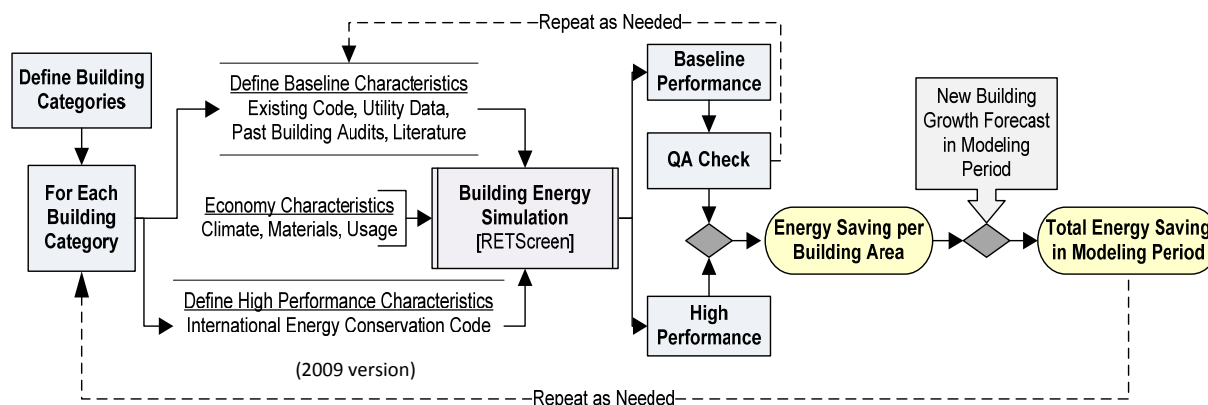 Repeat as Needed
Define Building
Categories
For Each
Building
Category
Define Baseline Characteristics
Existing Code, Utility Data,
Past Building Audits, Literature
Economy Characteristics
Climate, Materials, Usage
Define High Performance Characteristics
International Energy Conservation Code
(2009 version)
Building Energy
Simulation
[RETScreen]
Baseline
Performance
QA Check
High
Performance
Energy Saving per
Building Area
New Building
Growth Forecast
in Modeling
Period
Total Energy Saving
in Modeling Period
Repeat as Needed